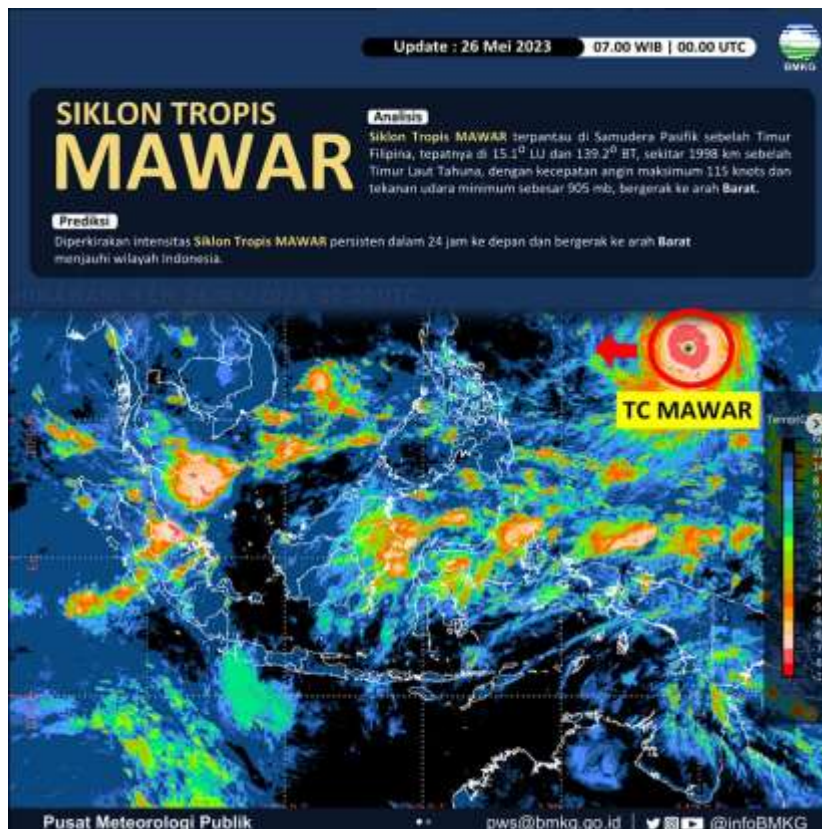 Update : 26 Mei 2023
07.00 WIB | 00.00 UTC
BMKG
SIKLON TROPIS
MAWAR
Analisis
Siklon Tropis MAWAR terpantau di Samudera Pasifik sebelah Timur
Filipina, tepatnya di 15.1⁰ LU dan 139.2⁰ BT, sekitar 1998 km sebelah
Timur Laut Tahuna, dengan kecepatan angin maksimum 115 knots dan
tekanan udara minimum sebesar 905 mb, bergerak ke arah Barat.
Prediksi
Diperkirakan intensitas Siklon Tropis MAWAR persisten dalam 24 jam ke depan dan bergerak ke arah Barat
menjauhi wilayah Indonesia.
TC MAWAR
Pusat Meteorologi Publik
pws@bmkg.go.id | @infoBMKG